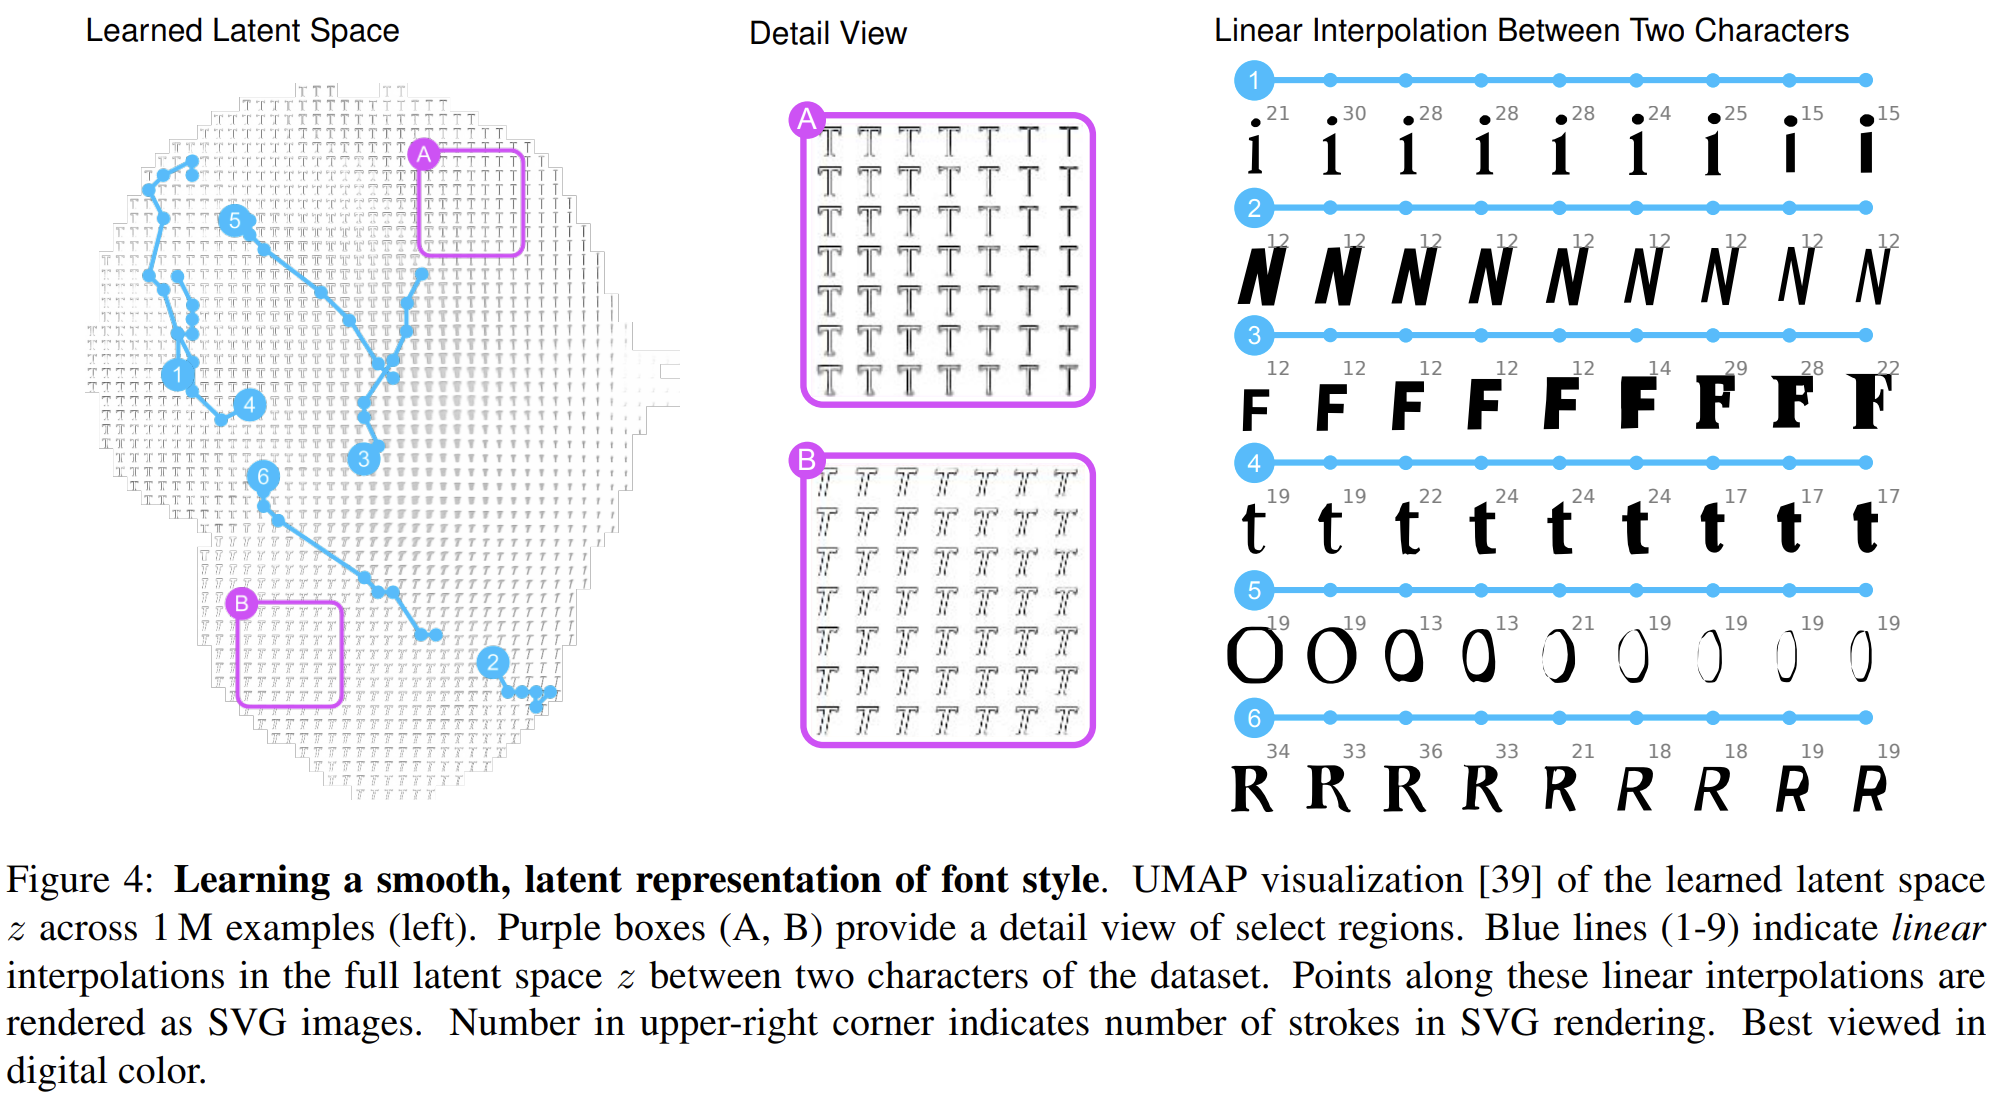 Learned Latent Space
5
A
1
4
3
6
B
2
Detail View
A
T T T T T T T
T T T T T T T
T T T T T T T
T T T T T T T
T T T T T T T
T T T T T T T
T T T T T T T
B
T T T T T T T
T T T T T T T
T T T T T T T
T T T T T T T
T T T T T T T
T T T T T T T
T T T T T T T
Linear Interpolation Between Two Characters
1
21 30 28 28 28 24 25 15 15
i i i i i i i i i
2
12 12 12 12 12 12 12 12 12
N N N N N N N N N
3
12 12 12 12 12 14 29 28 22
F F F F F F F F F
4
19 19 22 24 24 24 17 17 17
t t t t t t t t t
5
19 19 13 13 21 19 19 19 19
O O O O O O O O O
6
34 33 36 33 21 18 18 19 19
R R R R R R R R R
Figure 4: Learning a smooth, latent representation of font style. UMAP visualization [39] of the learned latent space
z across 1 M examples (left). Purple boxes (A, B) provide a detail view of select regions. Blue lines (1-9) indicate linear
interpolations in the full latent space z between two characters of the dataset. Points along these linear interpolations are
rendered as SVG images. Number in upper-right corner indicates number of strokes in SVG rendering. Best viewed in
digital color.